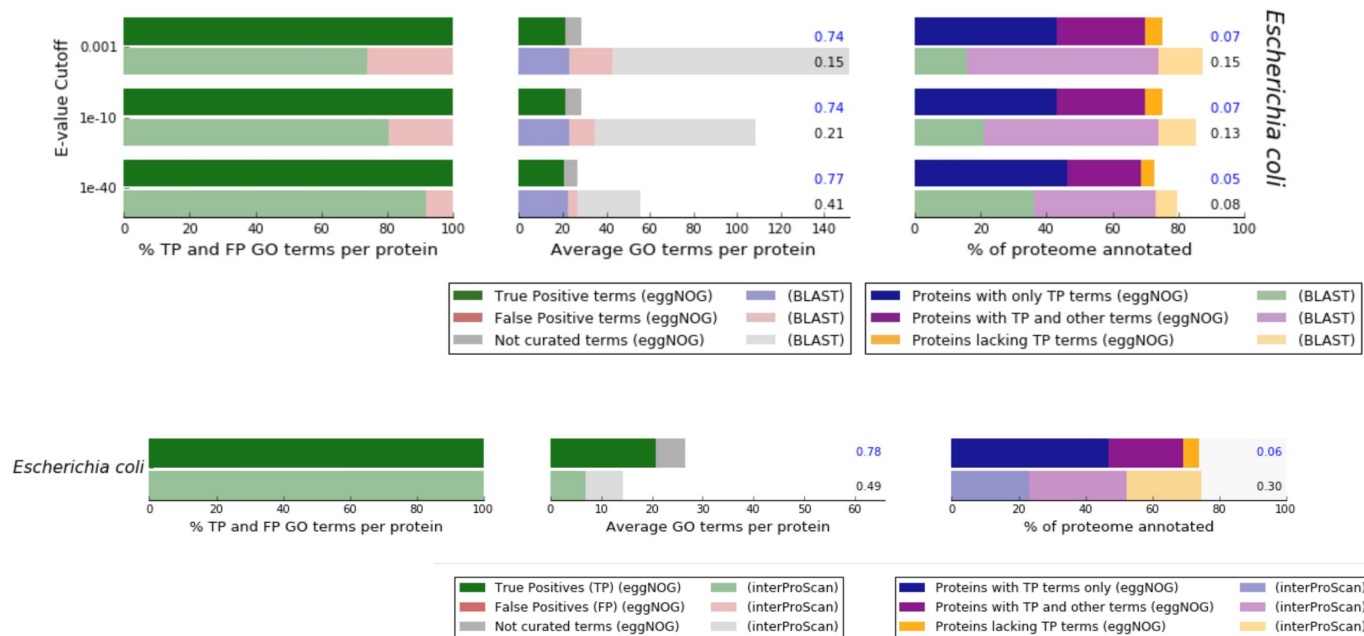 Escherichia coli
E-value Cutoff
0.001
1e-10
1e-40
0 20 40 60 80 100
% TP and FP GO terms per protein
0.74
0.15
0.74
0.21
0.77
0.41
0 20 40 60 80 100 120 140
Average GO terms per protein
0.07
0.15
0.07
0.13
0.05
0.08
0 20 40 60 80 100
% of proteome annotated
True Positive terms (eggNOG) (BLAST)
False Positive terms (eggNOG) (BLAST)
Not curated terms (eggNOG) (BLAST)
Proteins with only TP terms (eggNOG) (BLAST)
Proteins with TP and other terms (eggNOG) (BLAST)
Proteins lacking TP terms (eggNOG) (BLAST)
Escherichia coli
0 20 40 60 80 100
% TP and FP GO terms per protein
0.78
0.49
0 10 20 30 40 50 60
Average GO terms per protein
0.06
0.30
0 20 40 60 80 100
% of proteome annotated
True Positives (TP) (eggNOG) (interProScan)
False Positives (FP) (eggNOG) (interProScan)
Not curated terms (eggNOG) (interProScan)
Proteins with TP terms only (eggNOG) (interProScan)
Proteins with TP and other terms (eggNOG) (interProScan)
Proteins lacking TP terms (eggNOG) (interProScan)